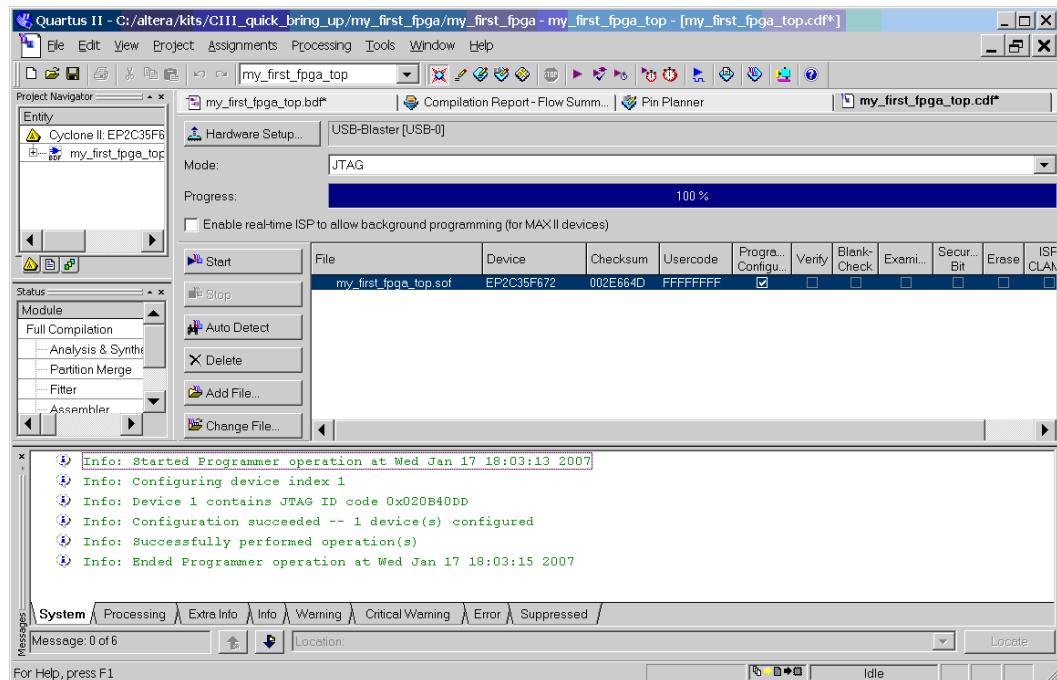 Quartus II - C:/altera/kits/CIII_quick_bring_up/my_first_fpga/my_first_fpga - my_first_fpga_top - [my_first_fpga_top.cdf*]
File Edit View Project Assignments Processing Tools Window Help
my_first_fpga_top
Project Navigator
my_first_fpga_top.bdf*
Compilation Report - Flow Summ...
Pin Planner
my_first_fpga_top.cdf*
Entity
Cyclone II: EP2C35F6
my_first_fpga_top
Hardware Setup...
USB-Blaster [USB-0]
Mode:
JTAG
Progress:
100 %
Enable real-time ISP to allow background programming (for MAX II devices)
Start
Stop
Auto Detect
Delete
Add File...
Change File...
File Device Checksum Usercode Progra... Configu... Verify Blank-Check Exami... Secur... Bit Erase ISP CLAM
my_first_fpga_top.sof EP2C35F672 002E664D FFFFFFFF
Status
Module
Full Compilation
Analysis & Synthe
Partition Merge
Fitter
Assembler
Info: Started Programmer operation at Wed Jan 17 18:03:13 2007
Info: Configuring device index 1
Info: Device 1 contains JTAG ID code 0x020B40DD
Info: Configuration succeeded -- 1 device(s) configured
Info: Successfully performed operation(s)
Info: Ended Programmer operation at Wed Jan 17 18:03:15 2007
System Processing Extra Info Info Warning Critical Warning Error Suppressed
Messages
Message: 0 of 6
Location:
Locate
For Help, press F1
Idle